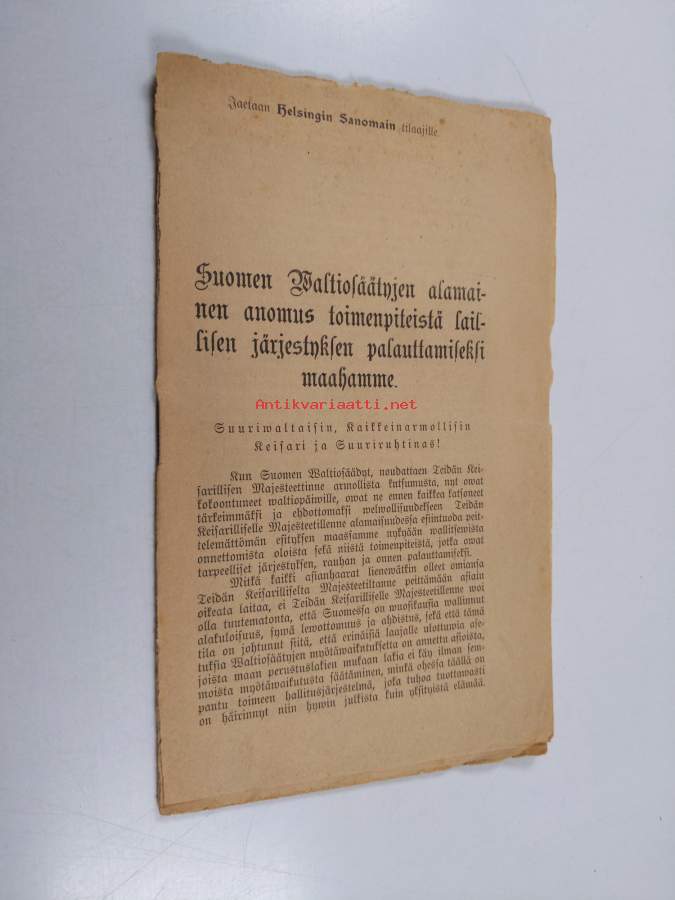 Jaetaan Helsingin Sanomain tilaajille
Suomen Waltiosäätyjen alamai-
nen anomus toimenpiteistä lail-
lisen järjestyksen palauttamiseksi
maahamme.
Antikvariaatti.net
Suuriwaltaisin, Kaikkeinarmollisin
Keisari ja Suuriruhtinas!
Kun Suomen Waltiosäädyt, noudattaen Teidän Kei-
sarillisen Majesteettinne armollista kutsumusta, nyt owat
kokoontuneet waltiopäiwille, owat ne ennen kaikkea katsoneet
tärkeimmäksi ja ehdottomaksi welwollisuudekseen Teidän
Keisarilliselle Majesteetillenne alamaisuudessa esiintuoda peit-
telemättömän esityksen maassamme nykyään wallitsewista
onnettomista oloista sekä niistä toimenpiteistä, jotka owat
tarpeelliset järjestyksen, rauhan ja onnen palauttamiseksi.
Mitkä kaikki asianhaarat lienewätkin olleet omiansa
Teidän Keisarilliselta Majesteetiltanne peittämään asiain
oikeata laitaa, ei Teidän Keisarilliselle Majesteetillenne woi
olla tuntematonta, että Suomessa on wuosikausia wallinnut
alakuloisuus, sywä lewottomuus ja ahdistus, sekä että tämä
tila on johtunut siitä, että erinäisiä laajalle ulottuwia ase-
tuksia Waltiosäätyjen myötäwaikutuksetta on annettu asioista,
joista maan perustuslakien mukaan lakia ei käy ilman sem-
moista myötäwaikutusta säätäminen, minkä ohessa täällä on
pantu toimeen hallitusjärjestelmä, joka tuhoa tuottawasti
on häirinnyt niin hywin julkista kuin yksityistä elämää.